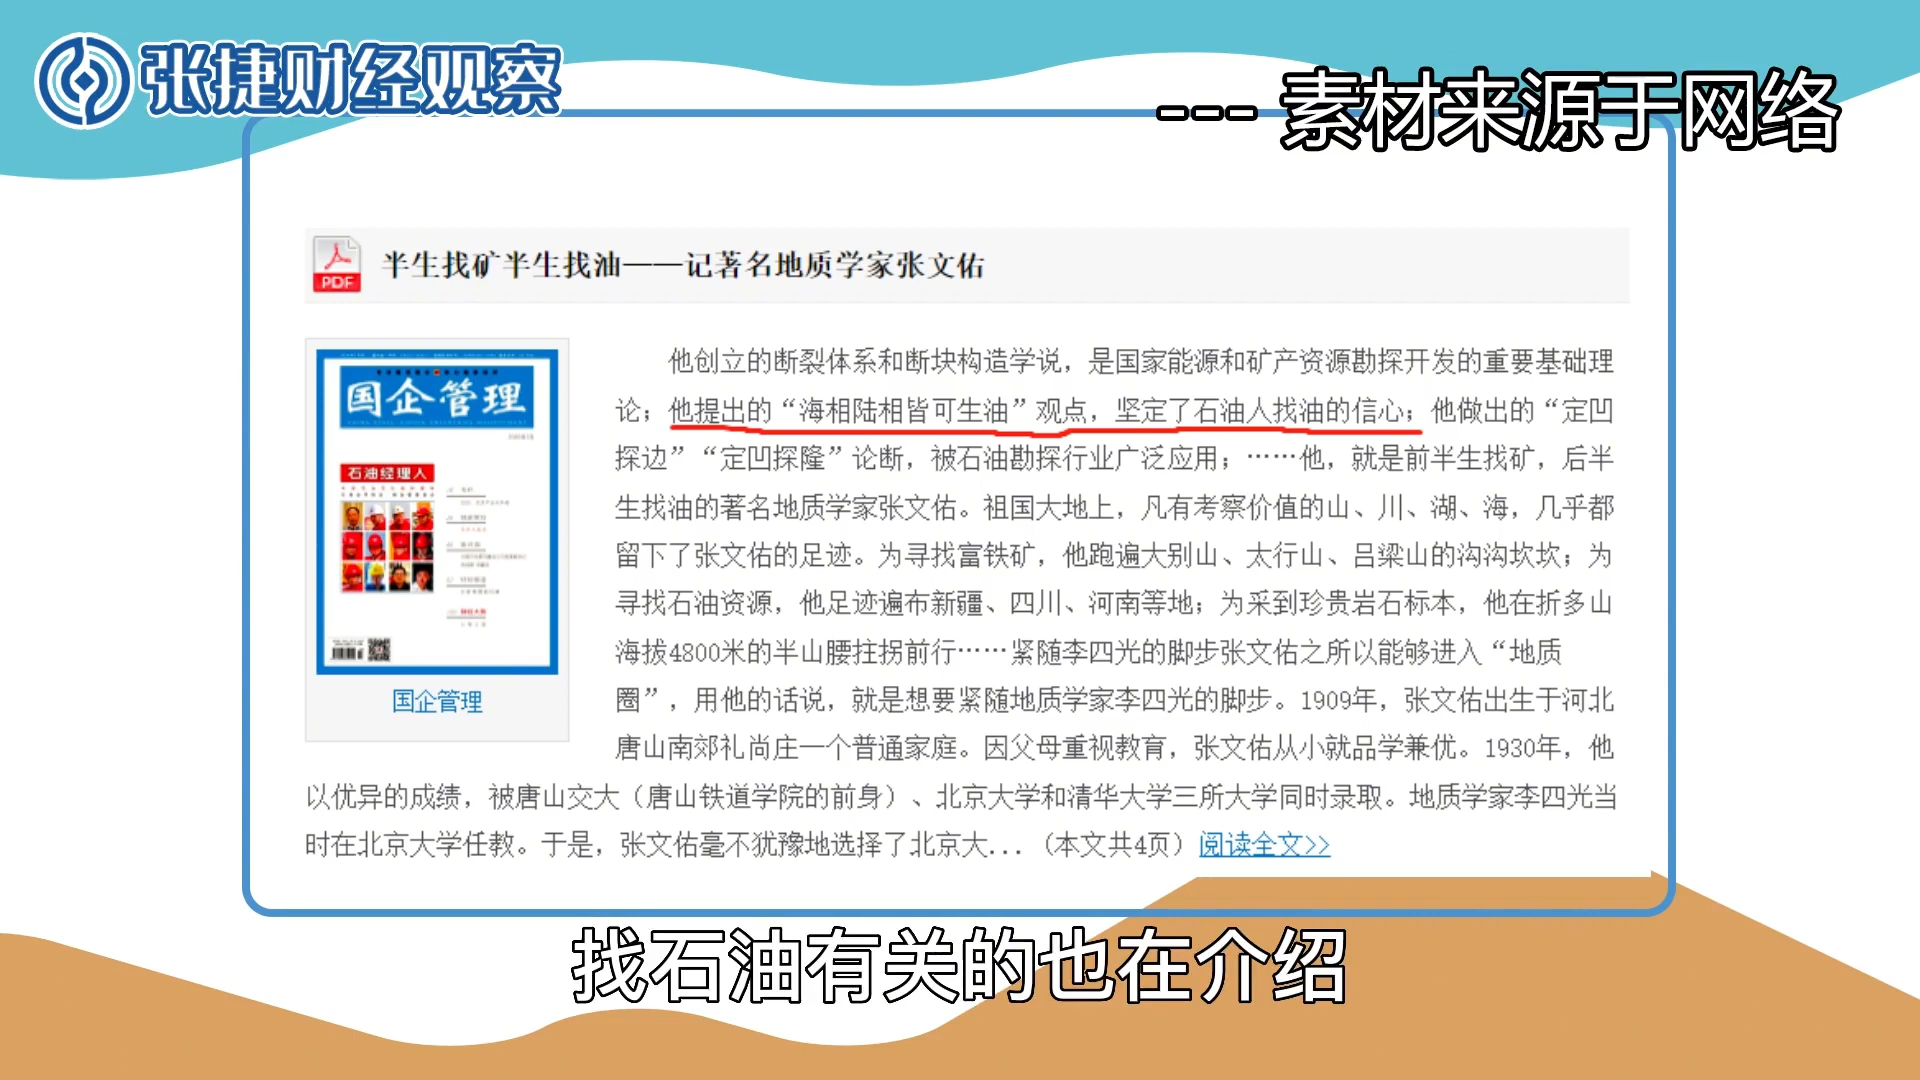 张捷财经观察
--- 素材来源于网络
PDF
半生找矿半生找油——记著名地质学家张文佑
国企管理
石油经理人
国企管理
他创立的断裂体系和断块构造学说，是国家能源和矿产资源勘探开发的重要基础理
论；他提出的“海相陆相皆可生油”观点，坚定了石油人找油的信心；他做出的“定凹
探边”“定凹探隆”论断，被石油勘探行业广泛应用；……他，就是前半生找矿，后半
生找油的著名地质学家张文佑。祖国大地上，凡有考察价值的山、川、湖、海，几乎都
留下了张文佑的足迹。为寻找富铁矿，他跑遍大别山、太行山、吕梁山的沟沟坎坎；为
寻找石油资源，他足迹遍布新疆、四川、河南等地；为采到珍贵岩石标本，他在折多山
海拔4800米的半山腰拄拐前行……紧随李四光的脚步张文佑之所以能够进入“地质
圈”，用他的话说，就是想要紧随地质学家李四光的脚步。1909年，张文佑出生于河北
唐山南郊礼尚庄一个普通家庭。因父母重视教育，张文佑从小就品学兼优。1930年，他
以优异的成绩，被唐山交大（唐山铁道学院的前身）、北京大学和清华大学三所大学同时录取。地质学家李四光当
时在北京大学任教。于是，张文佑毫不犹豫地选择了北京大...（本文共4页）阅读全文>>
找石油有关的也在介绍